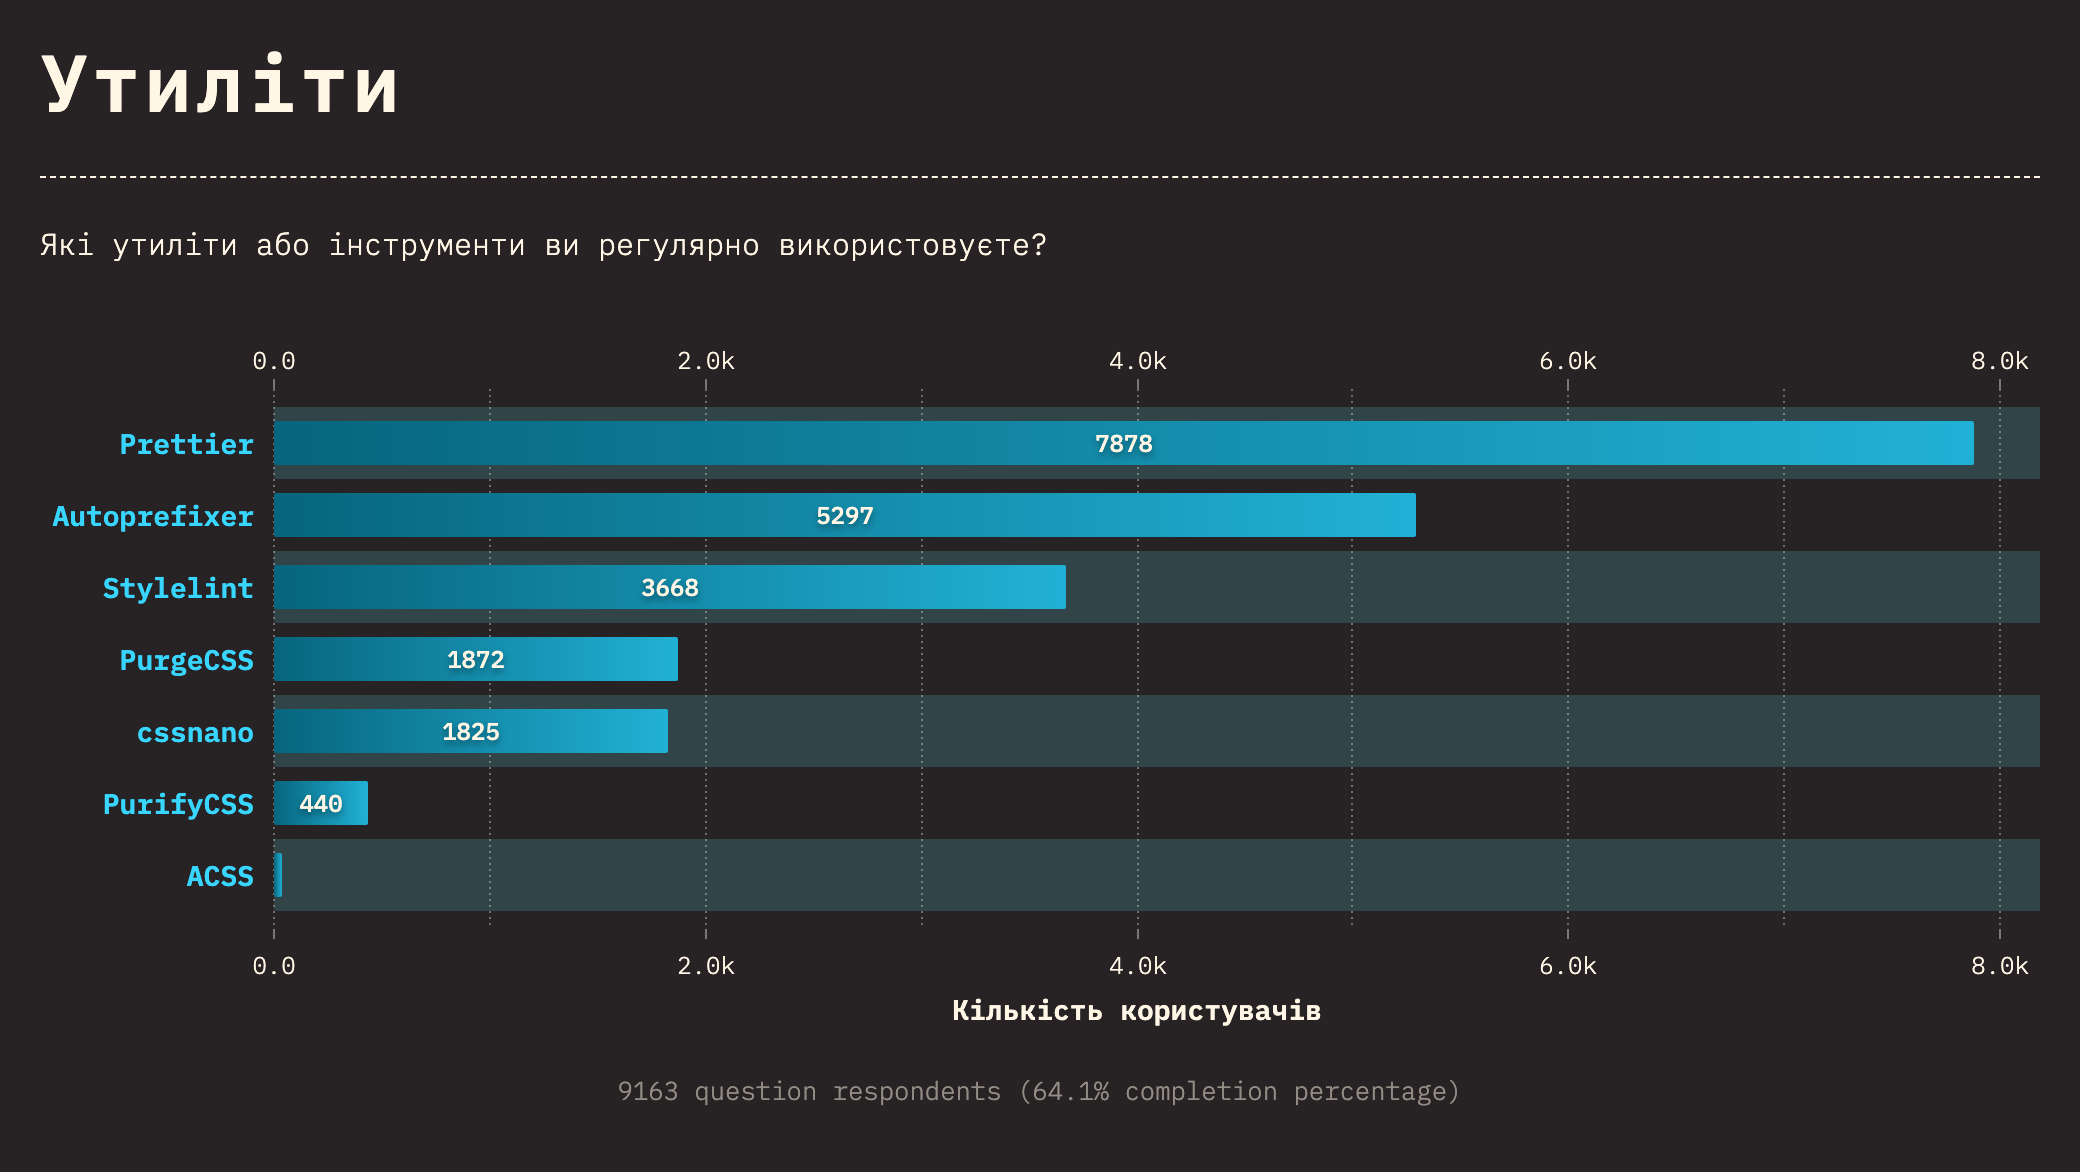 Утиліти
Які утиліти або інструменти ви регулярно використовуєте?
0.0 2.0k 4.0k 6.0k 8.0k
Prettier 7878
Autoprefixer 5297
Stylelint 3668
PurgeCSS 1872
cssnano 1825
PurifyCSS 440
ACSS
0.0 2.0k 4.0k 6.0k 8.0k
Кількість користувачів
9163 question respondents (64.1% completion percentage)